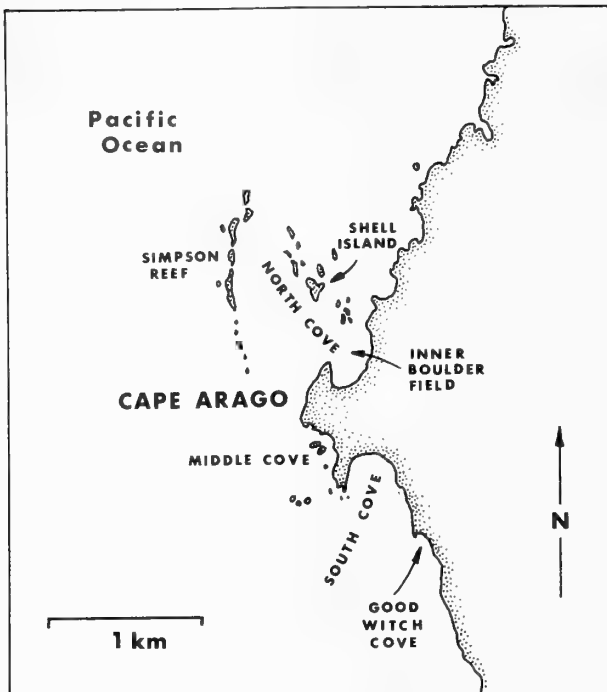 Pacific
Ocean
SHELL
ISLAND
SIMPSON
REEF
NORTH COVE
INNER
BOULDER
FIELD
CAPE ARAGO
MIDDLE COVE
SOUTH COVE
N
GOOD
WITCH
COVE
1 km